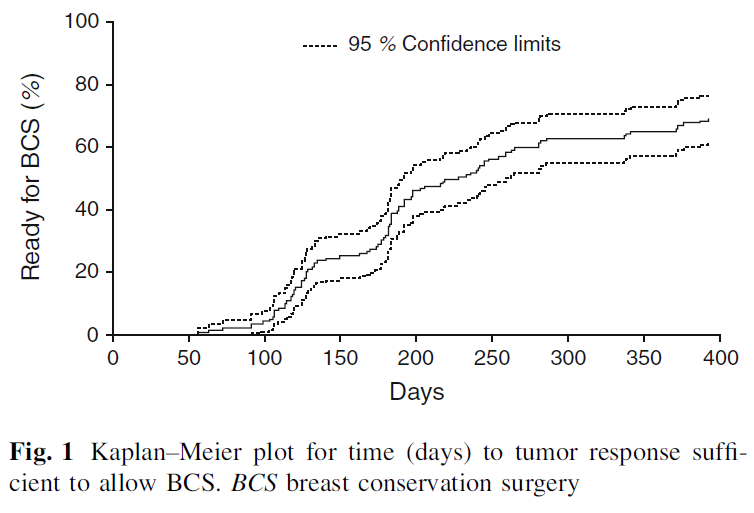 100
95 % Confidence limits
80
60
40
20
0
Ready for BCS (%)
0 50 100 150 200 250 300 350 400
Days
Fig. 1 Kaplan–Meier plot for time (days) to tumor response suffi-
cient to allow BCS. BCS breast conservation surgery